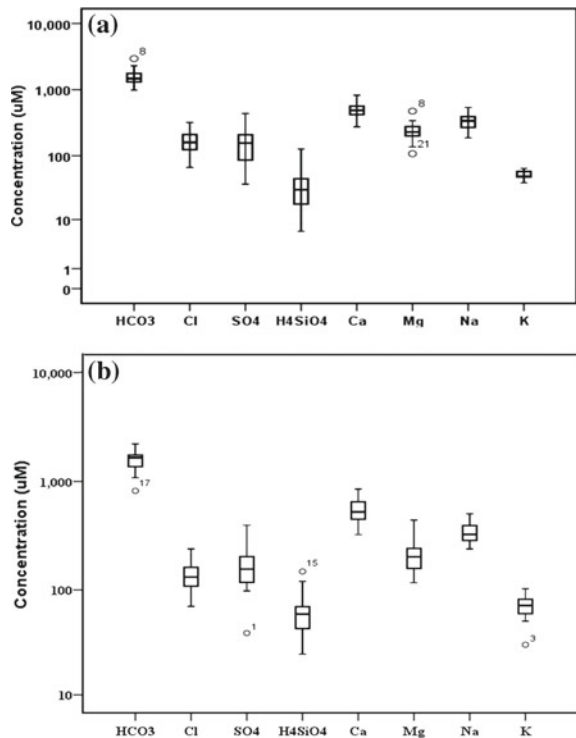 (a)
Concentration (uM)
10,000
1,000
100
10
1
0
8
8
21
HCO3 Cl SO4 H4SiO4 Ca Mg Na K
(b)
Concentration (uM)
10,000
1,000
100
10
17
1
15
3
HCO3 Cl SO4 H4SiO4 Ca Mg Na K